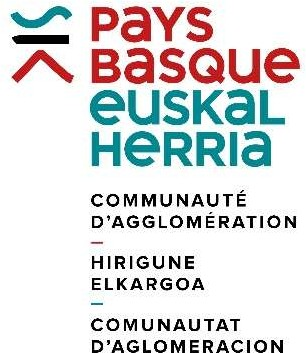 PAYS
BASQUE
EUSKAL
HERRIA
COMMUNAUTÉ
D'AGGLOMÉRATION
HIRIGUNE
ELKARGOA
COMUNAUTAT
D'AGLOMERACION